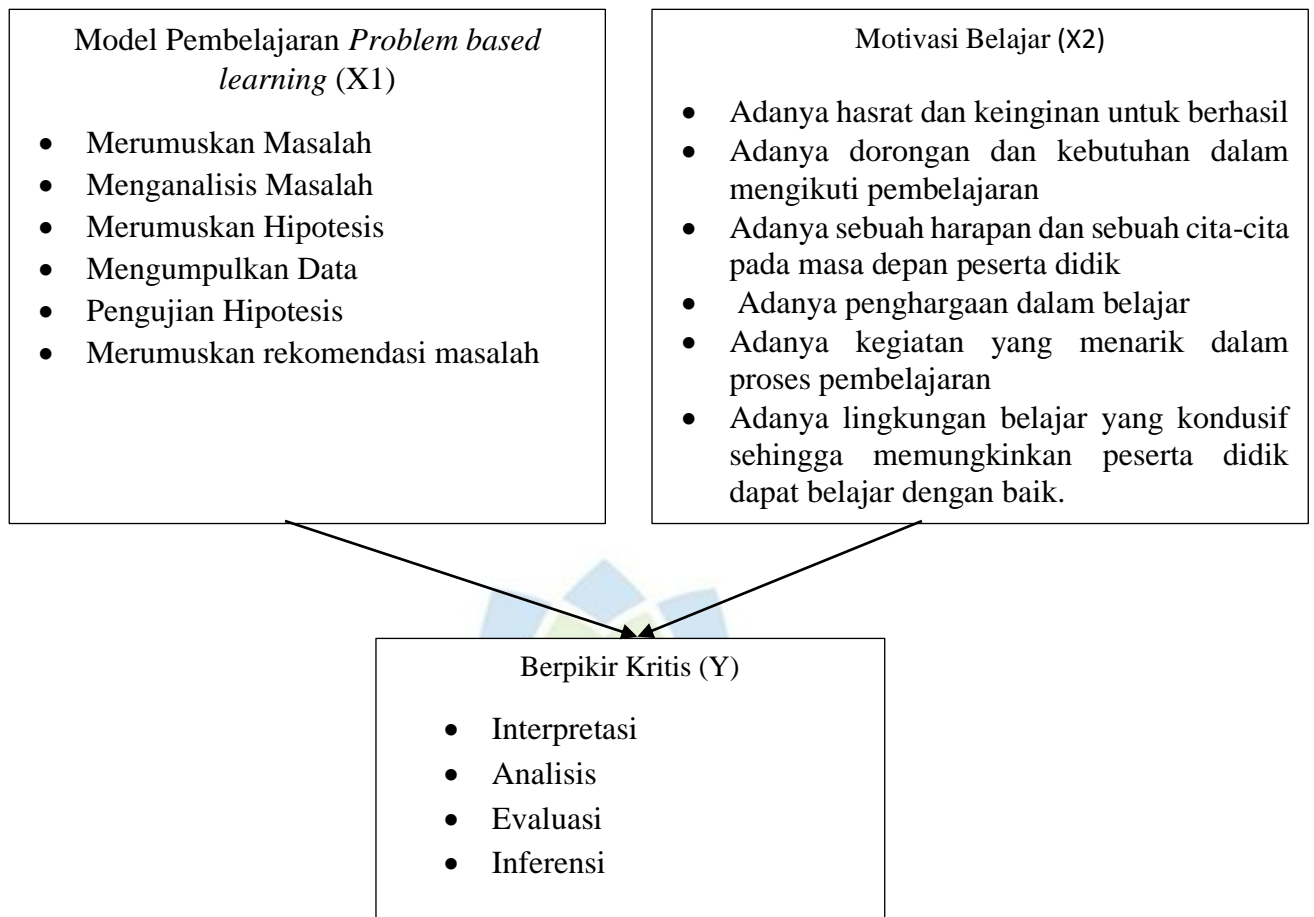 Model Pembelajaran Problem based
learning (X1)
• Merumuskan Masalah
• Menganalisis Masalah
• Merumuskan Hipotesis
• Mengumpulkan Data
• Pengujian Hipotesis
• Merumuskan rekomendasi masalah
Motivasi Belajar (X2)
• Adanya hasrat dan keinginan untuk berhasil
• Adanya dorongan dan kebutuhan dalam
mengikuti pembelajaran
• Adanya sebuah harapan dan sebuah cita-cita
pada masa depan peserta didik
• Adanya penghargaan dalam belajar
• Adanya kegiatan yang menarik dalam
proses pembelajaran
• Adanya lingkungan belajar yang kondusif
sehingga memungkinkan peserta didik
dapat belajar dengan baik.
Berpikir Kritis (Y)
• Interpretasi
• Analisis
• Evaluasi
• Inferensi